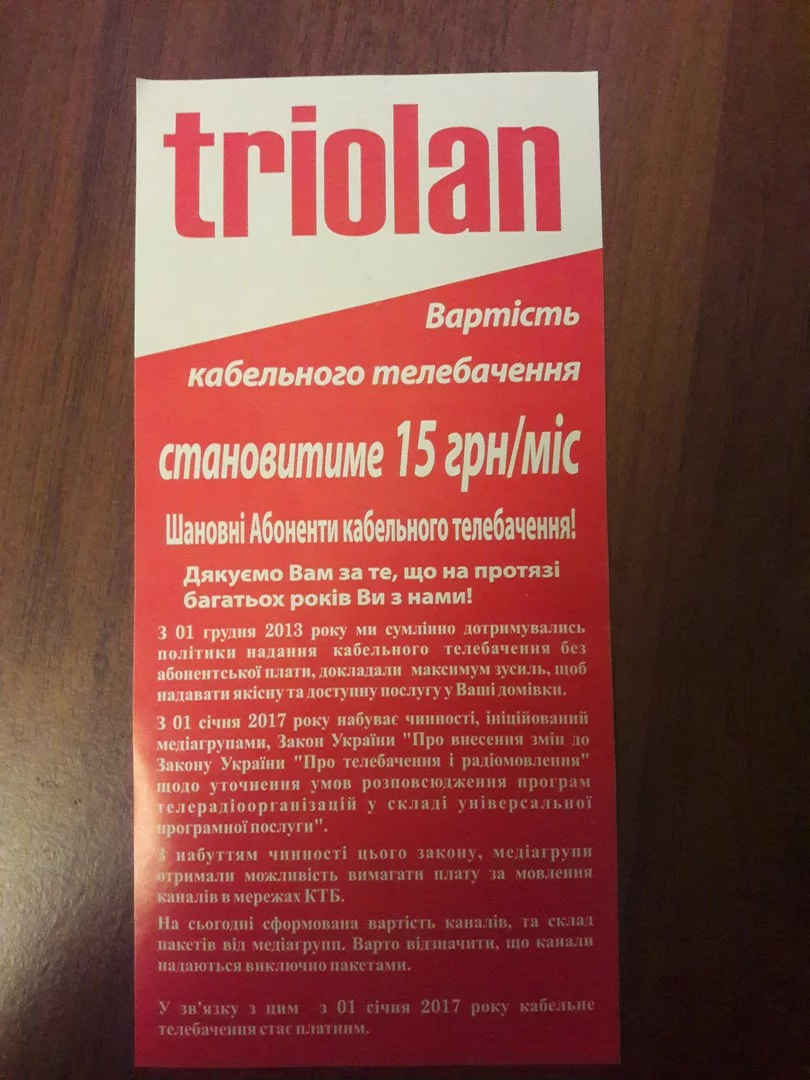 triolan
Вартість
кабельного телебачення
становитиме 15 грн/міс
Шановні Абоненти кабельного телебачення!
Дякуємо Вам за те, що на протязі
багатьох років Ви з нами!
З 01 грудня 2013 року ми сумлінно дотримувались
політики надання кабельного телебачення без
абонентської плати, докладали максимум зусиль, щоб
надавати якісну та доступну послугу у Ваші домівки.
З 01 січня 2017 року набуває чинності, ініційований
медіагрупами, Закон України "Про внесення змін до
Закону України "Про телебачення і радіомовлення"
щодо уточнення умов розповсюдження програм
телерадіоорганізацій у складі універсальної
програмної послуги".
З набуттям чинності цього закону, медіагрупи
отримали можливість вимагати плату за мовлення
каналів в мережах КТБ.
На сьогодні сформована вартість каналів, та склад
пакетів від медіагрупп. Варто відзначити, що канали
надаються виключно пакетами.
У зв'язку з цим з 01 січня 2017 року кабельне
телебачення стає платним.